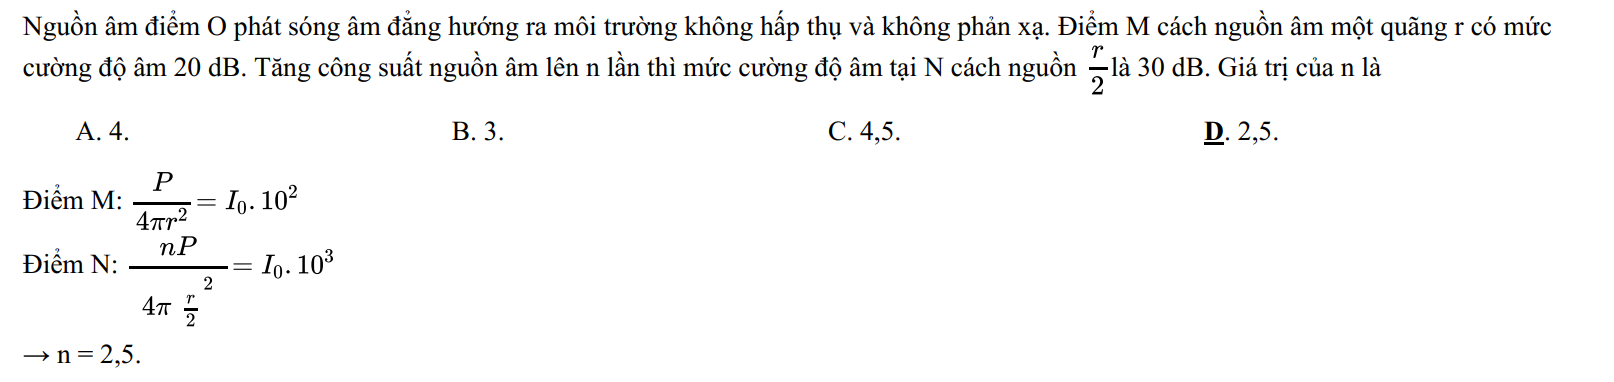 Nguồn âm điểm O phát sóng âm đẳng hướng ra môi trường không hấp thụ và không phản xạ. Điểm M cách nguồn âm một quãng r có mức
cường độ âm 20 dB. Tăng công suất nguồn âm lên n lần thì mức cường độ âm tại N cách nguồn \frac{r}{2} là 30 dB. Giá trị của n là
A. 4. B. 3. C. 4,5. D. 2,5.
Điểm M: \frac{P}{4\pi r^2} = I_0. 10^2
Điểm N: \frac{nP}{4\pi \frac{r}{2}^2} = I_0. 10^3
→ n = 2,5.